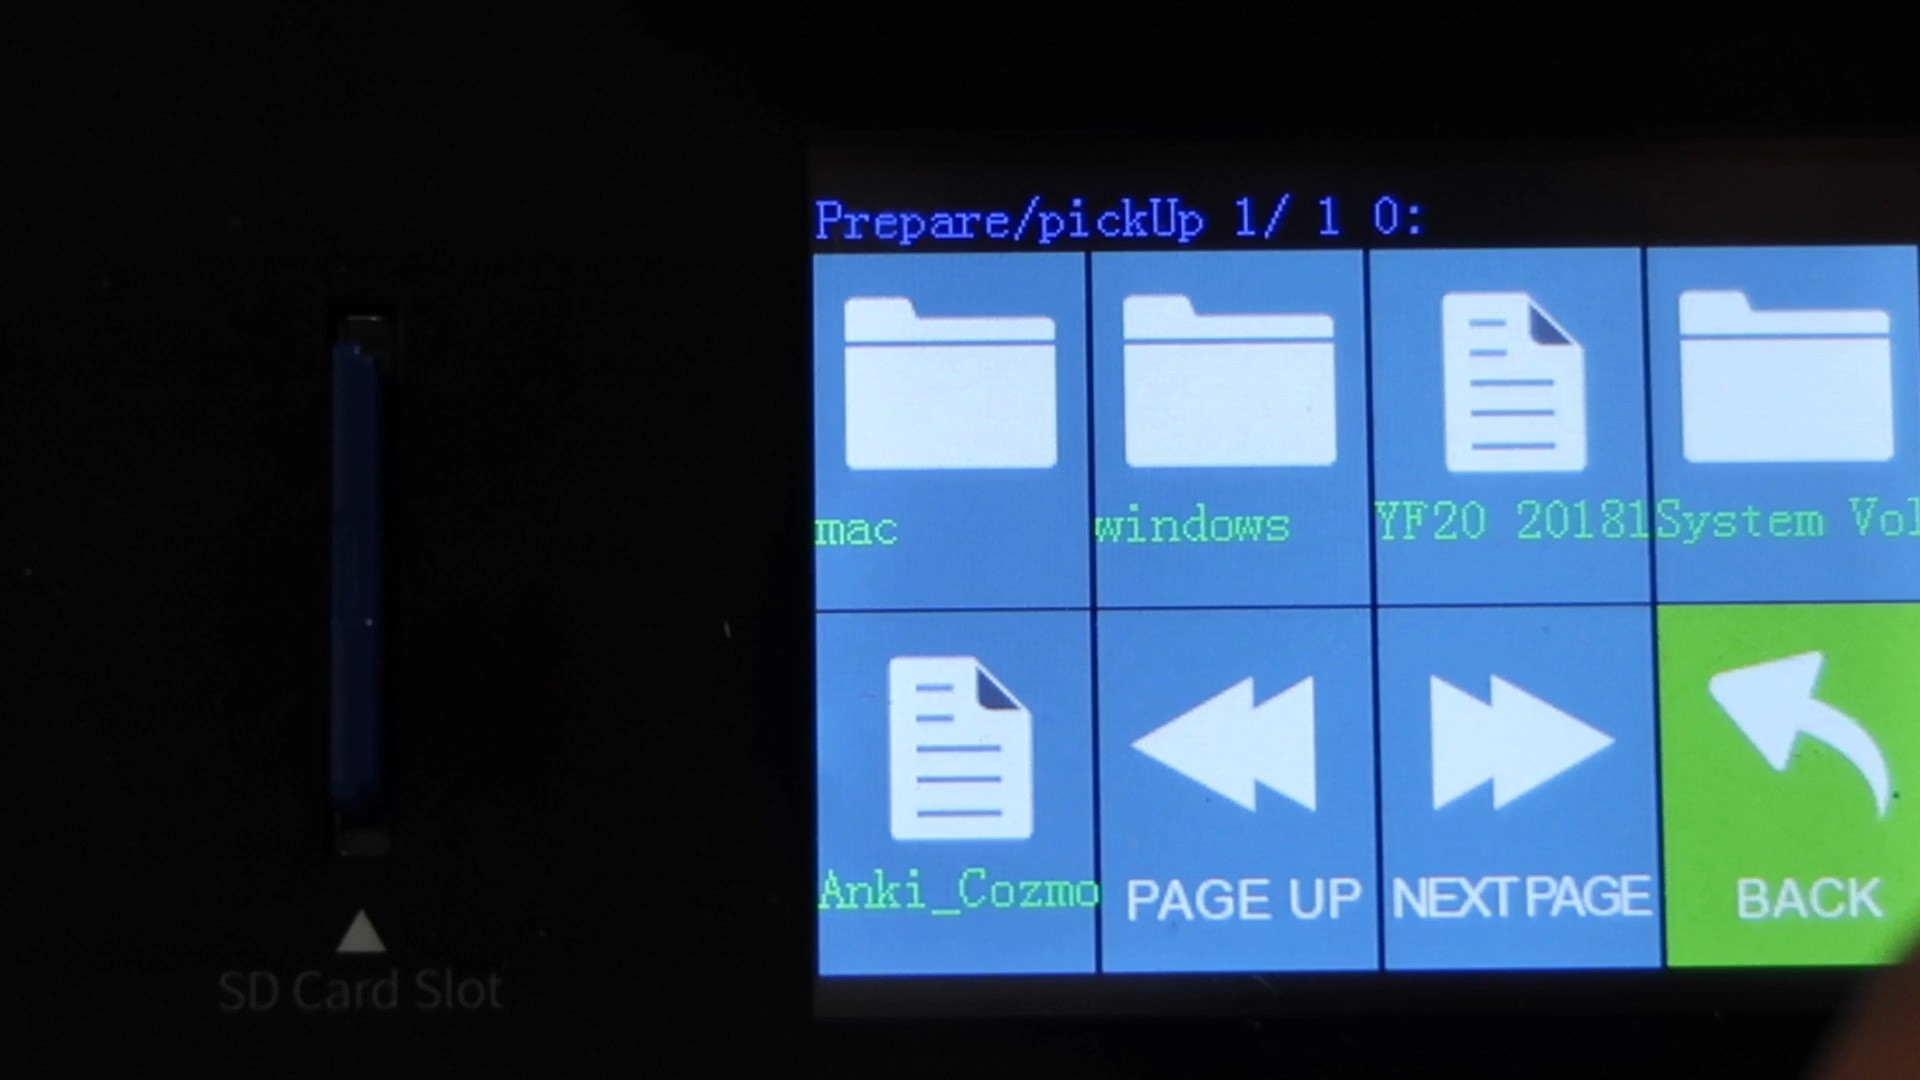 Prepare/pickUp 1/ 1 0:
mac
windows
YF20 20181
System Vol
Anki_Cozmo
PAGE UP
NEXT PAGE
BACK
SD Card Slot